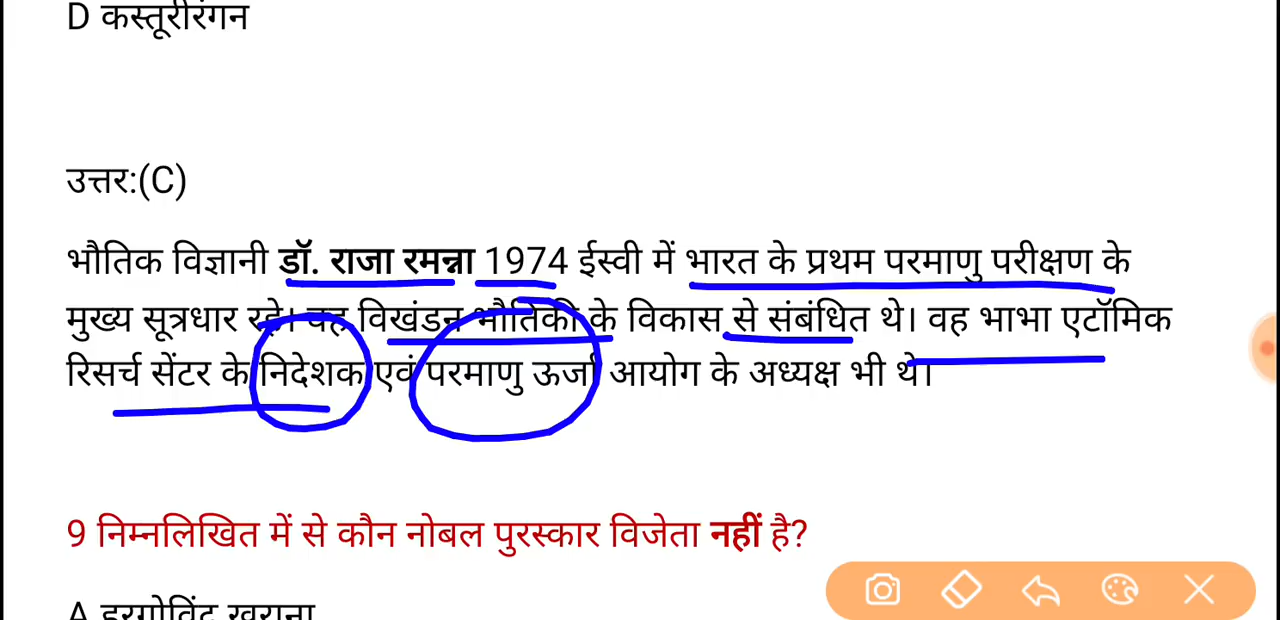 D कस्तूरीरंगन
उत्तर:(C)
भौतिक विज्ञानी डॉ. राजा रमन्ना 1974 ईस्वी में भारत के प्रथम परमाणु परीक्षण के
मुख्य सूत्रधार रहे। वह विखंडन भौतिकी के विकास से संबंधित थे। वह भाभा एटॉमिक
रिसर्च सेंटर के निदेशक एवं परमाणु ऊर्जा आयोग के अध्यक्ष भी थे।
9 निम्नलिखित में से कौन नोबल पुरस्कार विजेता नहीं है?
A हरगोविंद खुराना